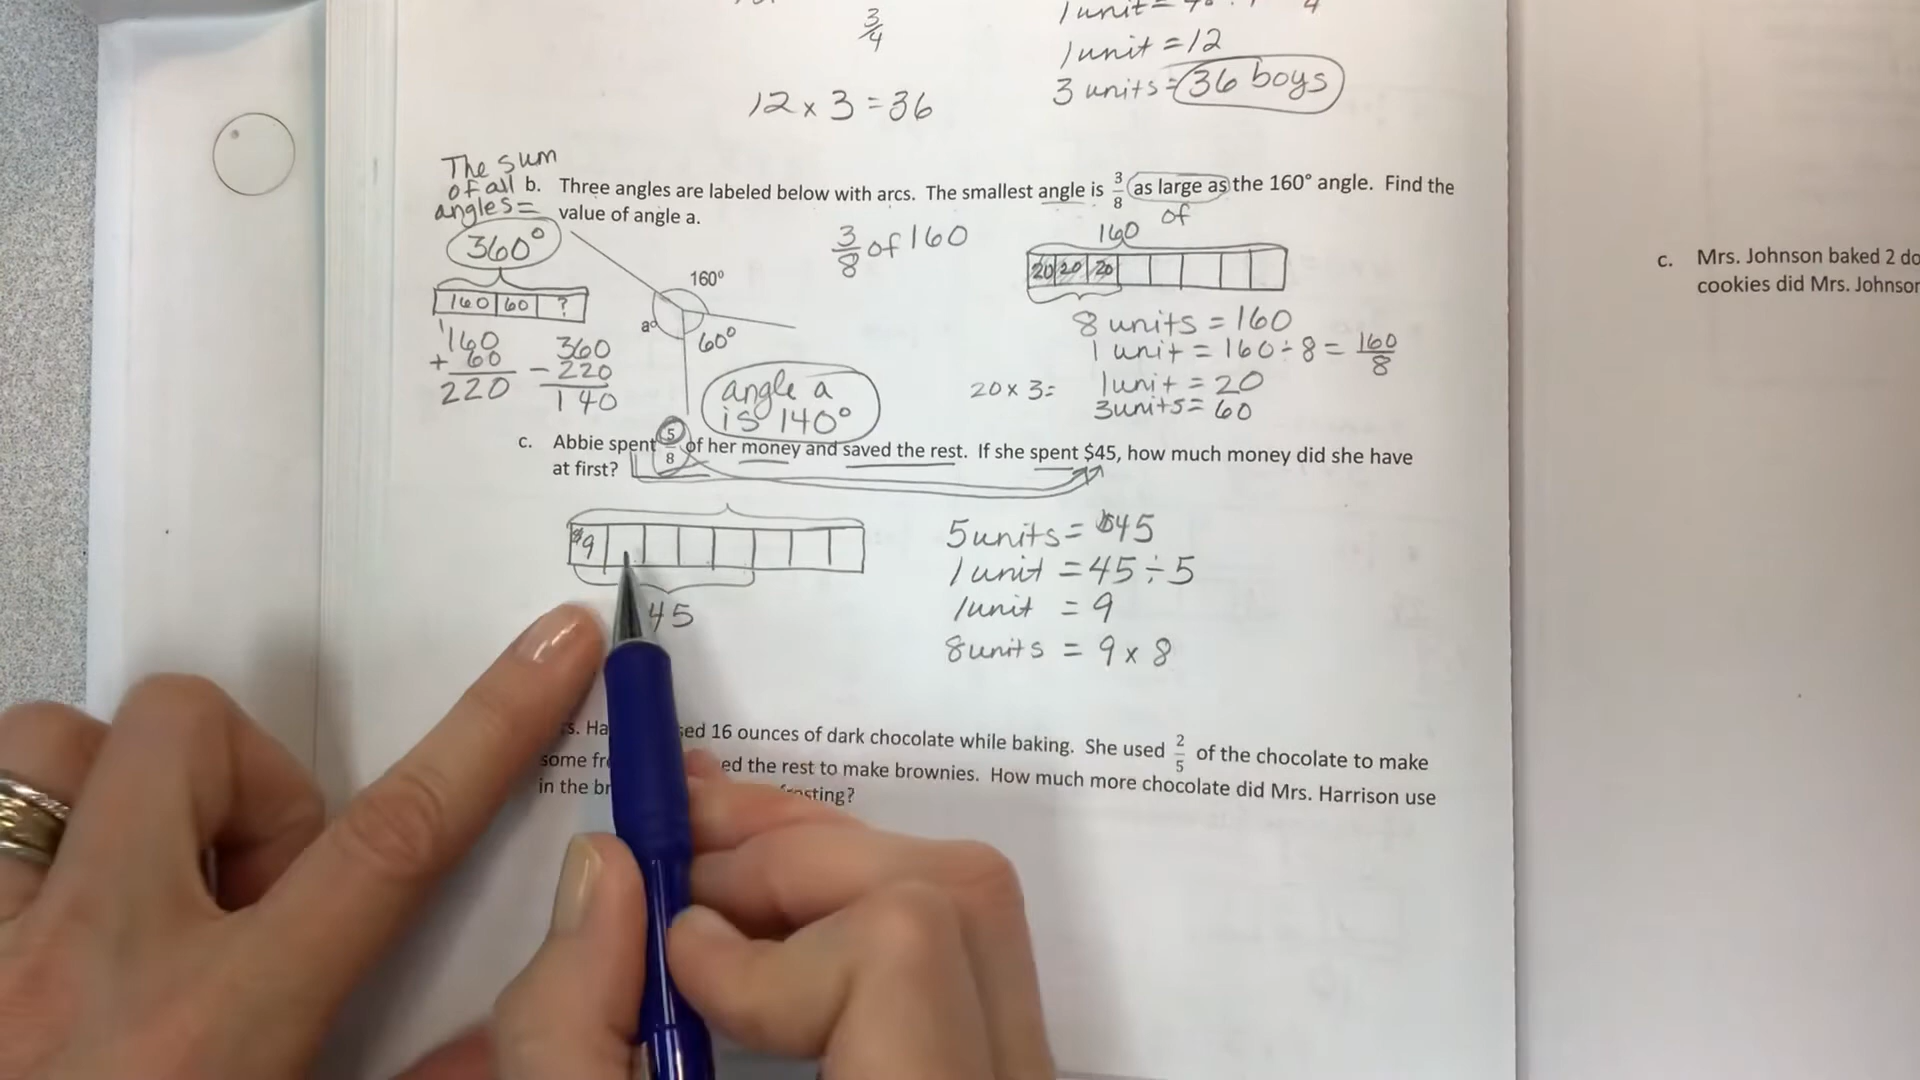 3/4
1 unit =
1 unit = 12
3 units = 36 boys
12 x 3 = 36
The sum
of all
angles =
360°
b. Three angles are labeled below with arcs. The smallest angle is 3/8 as large as the 160° angle. Find the
value of angle a.
of
3/8 of 160
160
20 20 20
160°
a°
60°
160 60 ?
1
160
+ 60
220
360
- 220
140
angle a
is 140°
8 units = 160
1 unit = 160 ÷ 8 = 160/8
20 x 3 =
1 unit = 20
3 units = 60
c. Abbie spent 5/8 of her money and saved the rest. If she spent $45, how much money did she have
at first?
$9
45
5 units = $45
1 unit = 45 ÷ 5
1 unit = 9
8 units = 9 x 8
16 ounces of dark chocolate while baking. She used 2/5 of the chocolate to make
some the rest to make brownies. How much more chocolate did Mrs. Harrison use
in the
c. Mrs. Johnson baked 2
cookies did Mrs.